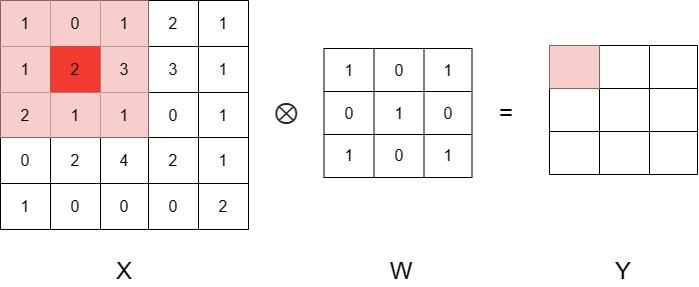 1 0 1 2 1
1 2 3 3 1
2 1 1 0 1
0 2 4 2 1
1 0 0 0 2
X
⊗
1 0 1
0 1 0
1 0 1
W
=
Y